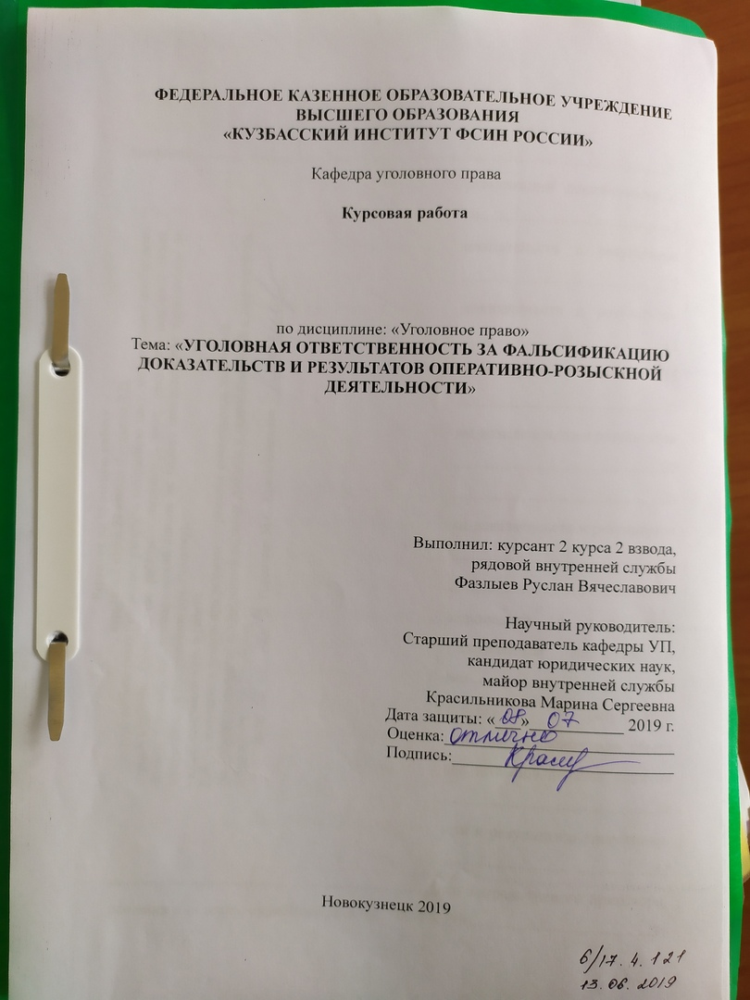 ФЕДЕРАЛЬНОЕ КАЗЕННОЕ ОБРАЗОВАТЕЛЬНОЕ УЧРЕЖДЕНИЕ
ВЫСШЕГО ОБРАЗОВАНИЯ
«КУЗБАССКИЙ ИНСТИТУТ ФСИН РОССИИ»
Кафедра уголовного права
Курсовая работа
по дисциплине: «Уголовное право»
Тема: «УГОЛОВНАЯ ОТВЕТСТВЕННОСТЬ ЗА ФАЛЬСИФИКАЦИЮ
ДОКАЗАТЕЛЬСТВ И РЕЗУЛЬТАТОВ ОПЕРАТИВНО-РОЗЫСКНОЙ
ДЕЯТЕЛЬНОСТИ»
Выполнил: курсант 2 курса 2 взвода,
рядовой внутренней службы
Фазлыев Руслан Вячеславович
Научный руководитель:
Старший преподаватель кафедры УП,
кандидат юридических наук,
майор внутренней службы
Красильникова Марина Сергеевна
Дата защиты: «08» 07 2019 г.
Оценка: отлично
Подпись:
Новокузнецк 2019
6/17. 4. 121
13. 06. 2019